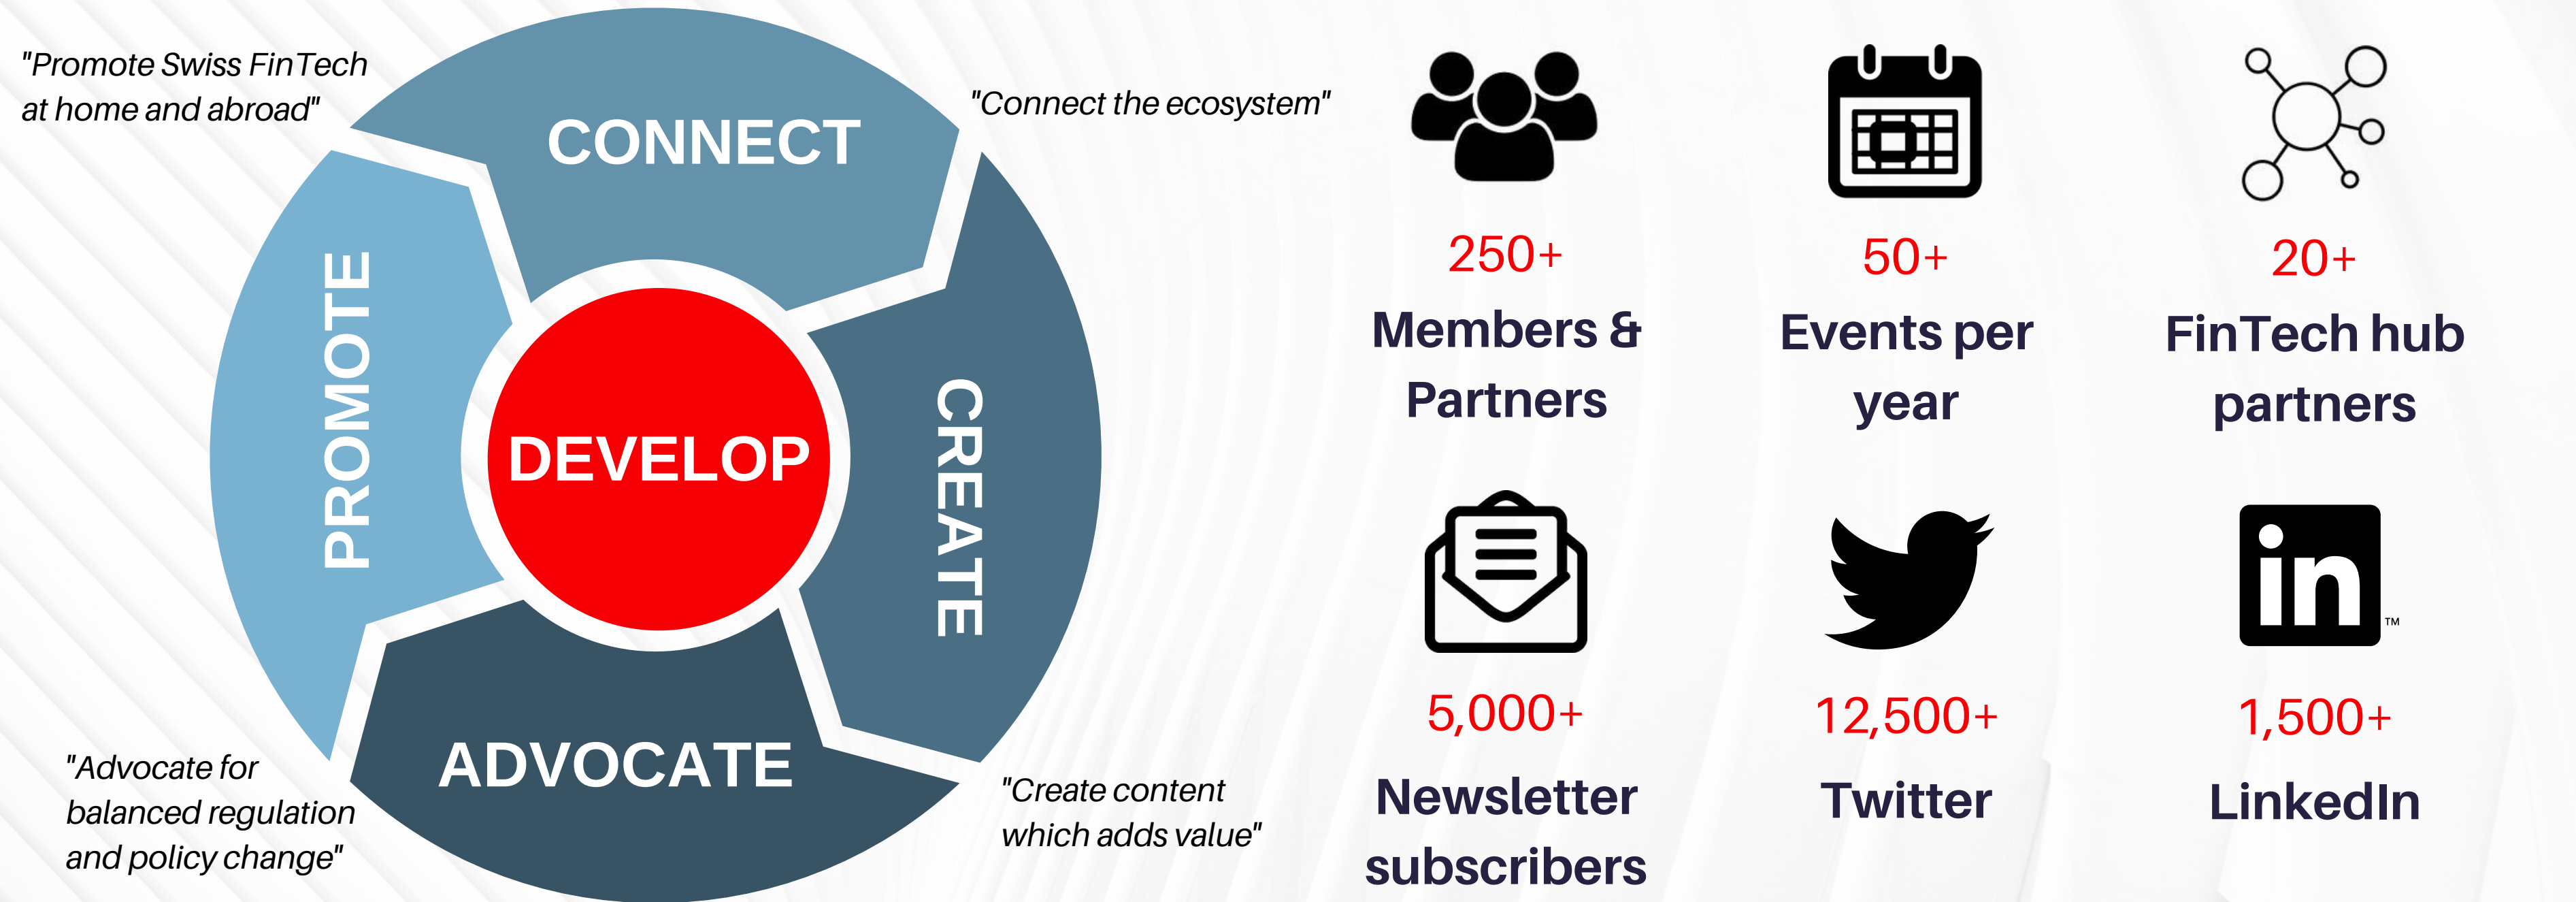 "Promote Swiss FinTech
at home and abroad"
CONNECT
"Connect the ecosystem"
PROMOTE
DEVELOP
CREATE
ADVOCATE
"Advocate for
balanced regulation
and policy change"
"Create content
which adds value"
250+
Members &
Partners
50+
Events per
year
20+
FinTech hub
partners
5,000+
Newsletter
subscribers
12,500+
Twitter
in
TM
1,500+
LinkedIn